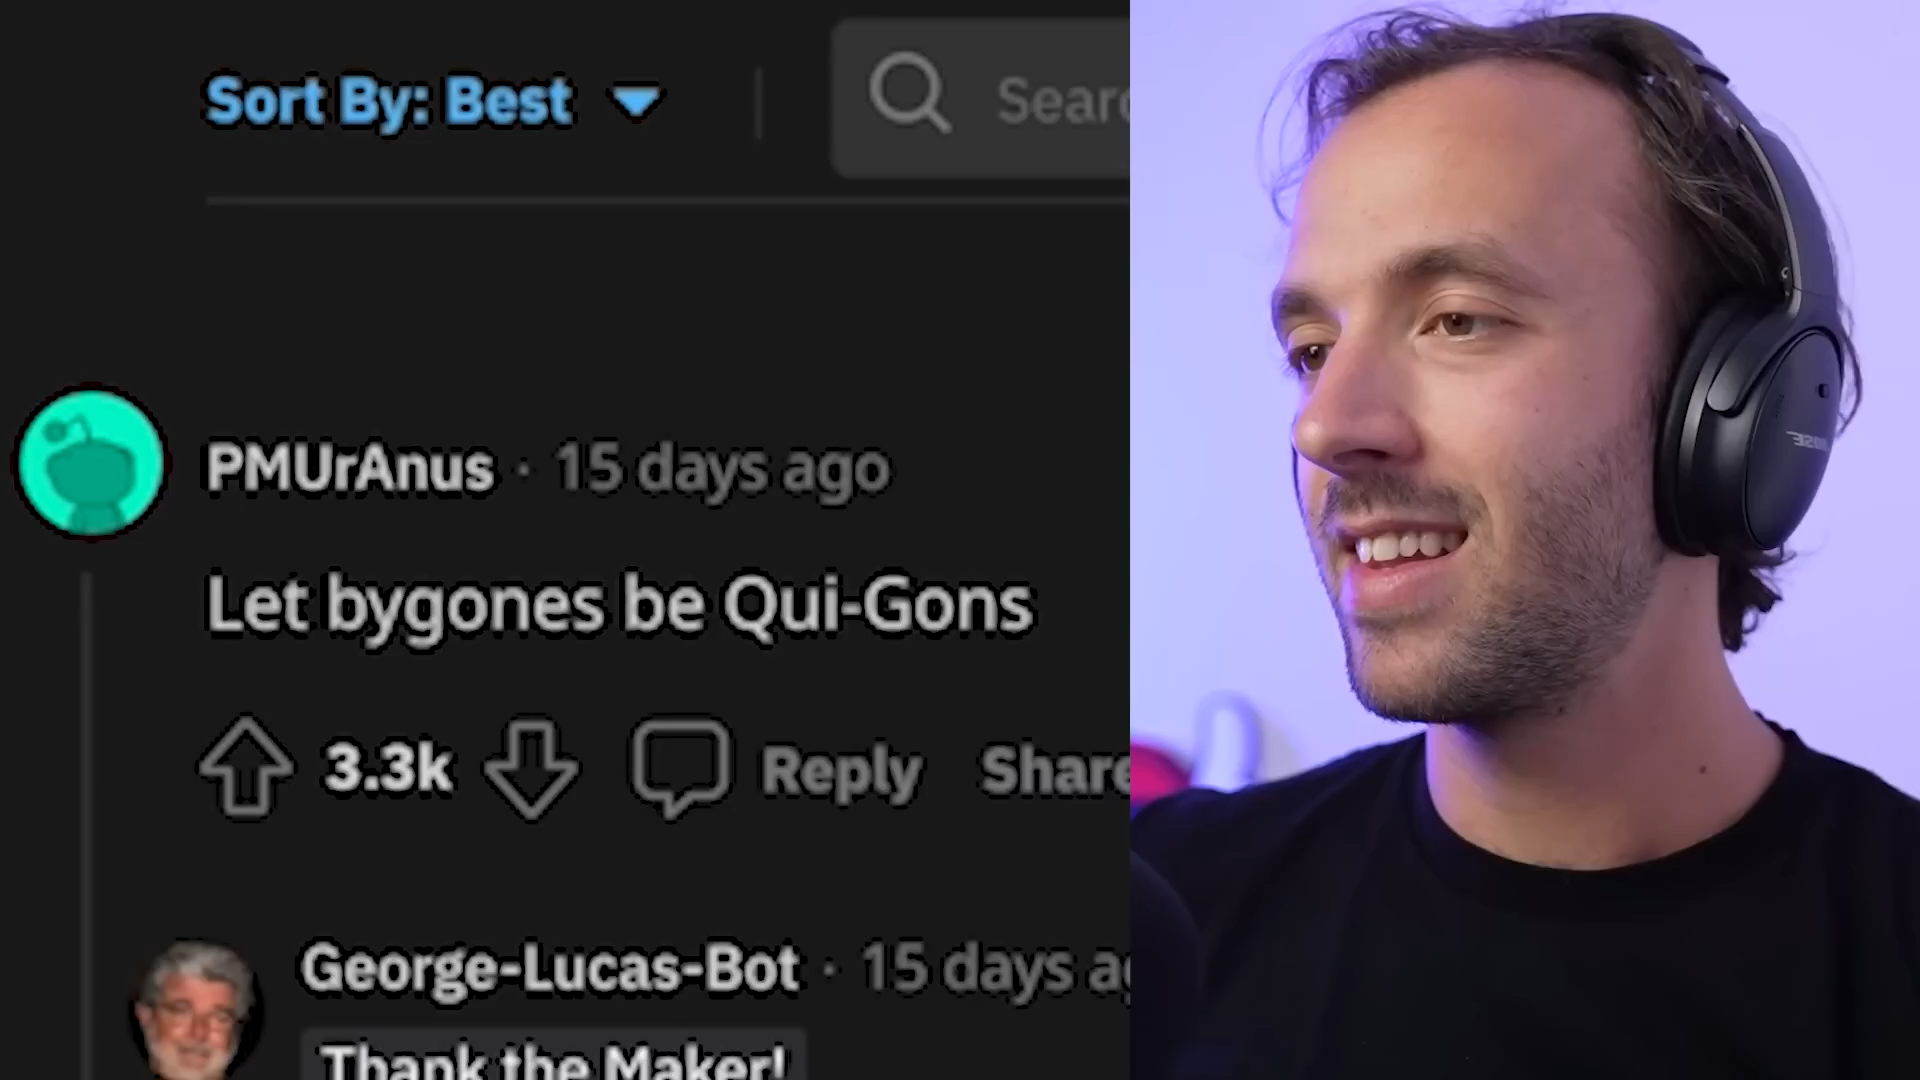 Sort By: Best
Sear
PMUrAnus · 15 days ago
Let bygones be Qui-Gons
3.3k Reply Share
George-Lucas-Bot · 15 days a
Thank the Maker!
BOSE